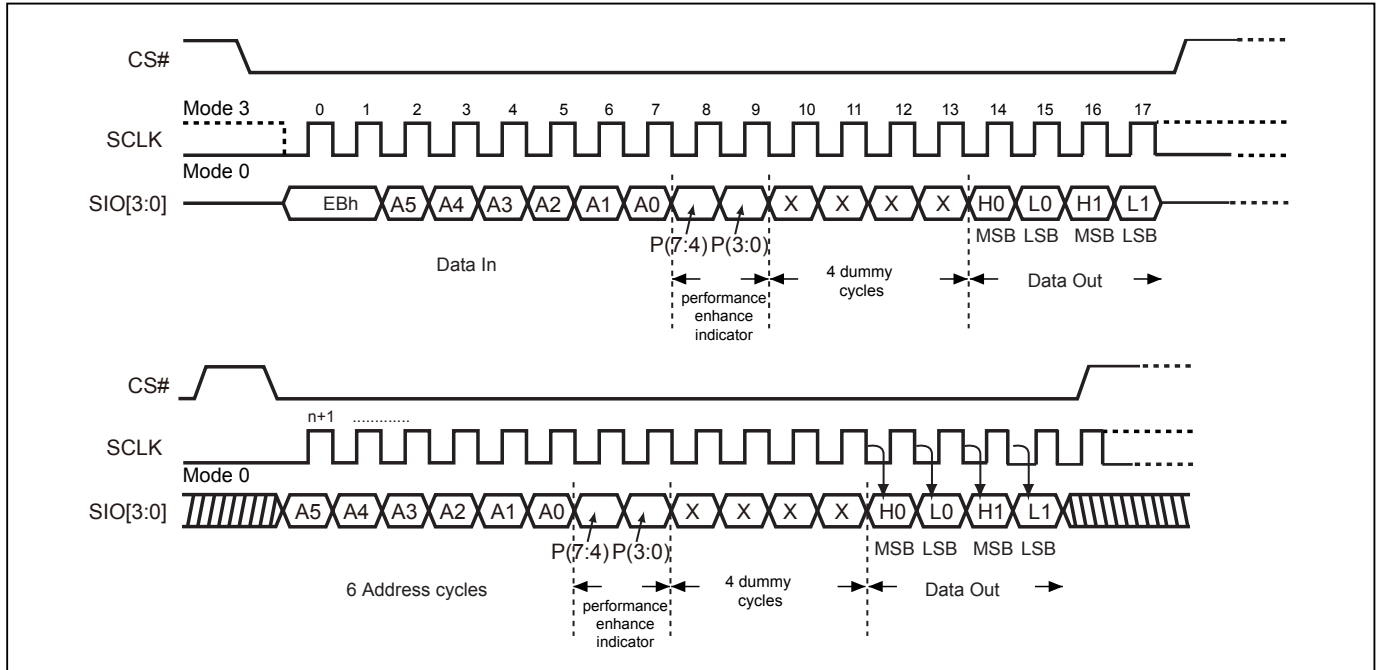 CS#
Mode 3
0 1 2 3 4 5 6 7 8 9 10 11 12 13 14 15 16 17
SCLK
Mode 0
SIO[3:0] EBh A5 A4 A3 A2 A1 A0 X X X X H0 L0 H1 L1
MSB LSB MSB LSB
P(7:4) P(3:0)
Data In
performance
enhance
indicator
4 dummy
cycles
Data Out
CS#
n+1 .............
SCLK
Mode 0
SIO[3:0] A5 A4 A3 A2 A1 A0 X X X X H0 L0 H1 L1
P(7:4) P(3:0) MSB LSB MSB LSB
6 Address cycles
performance
enhance
indicator
4 dummy
cycles
Data Out